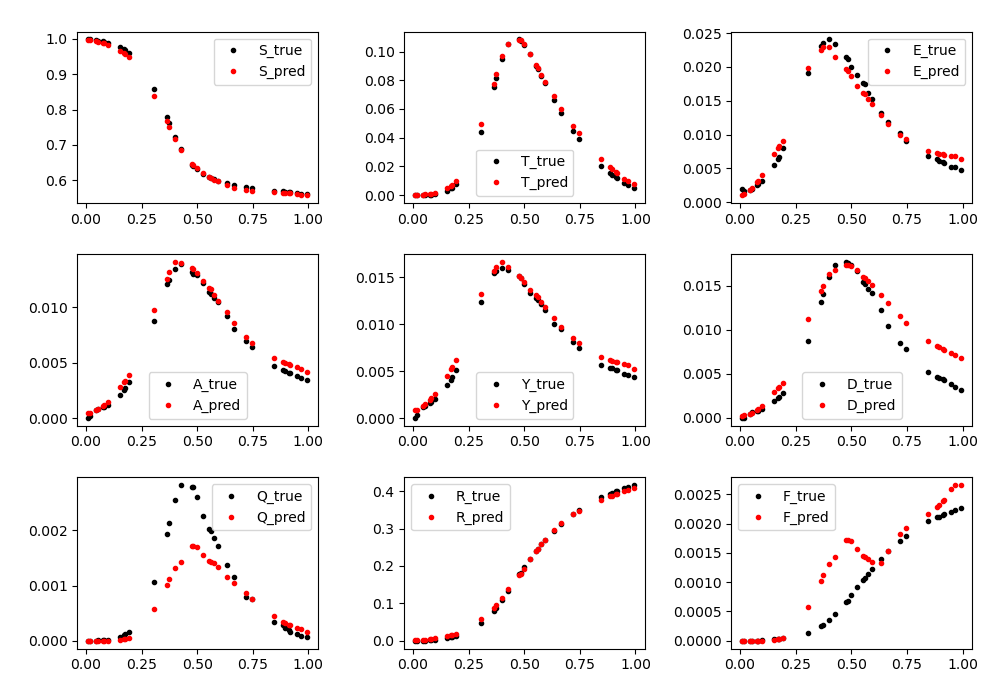 1.0
0.9
0.8
0.7
0.6
S_true
S_pred
0.00 0.25 0.50 0.75 1.00
0.10
0.08
0.06
0.04
0.02
0.00
T_true
T_pred
0.00 0.25 0.50 0.75 1.00
0.025
0.020
0.015
0.010
0.005
0.000
E_true
E_pred
0.00 0.25 0.50 0.75 1.00
0.010
0.005
0.000
A_true
A_pred
0.00 0.25 0.50 0.75 1.00
0.015
0.010
0.005
0.000
Y_true
Y_pred
0.00 0.25 0.50 0.75 1.00
0.015
0.010
0.005
0.000
D_true
D_pred
0.00 0.25 0.50 0.75 1.00
0.002
0.001
0.000
Q_true
Q_pred
0.00 0.25 0.50 0.75 1.00
0.4
0.3
0.2
0.1
0.0
R_true
R_pred
0.00 0.25 0.50 0.75 1.00
0.0025
0.0020
0.0015
0.0010
0.0005
0.0000
F_true
F_pred
0.00 0.25 0.50 0.75 1.00